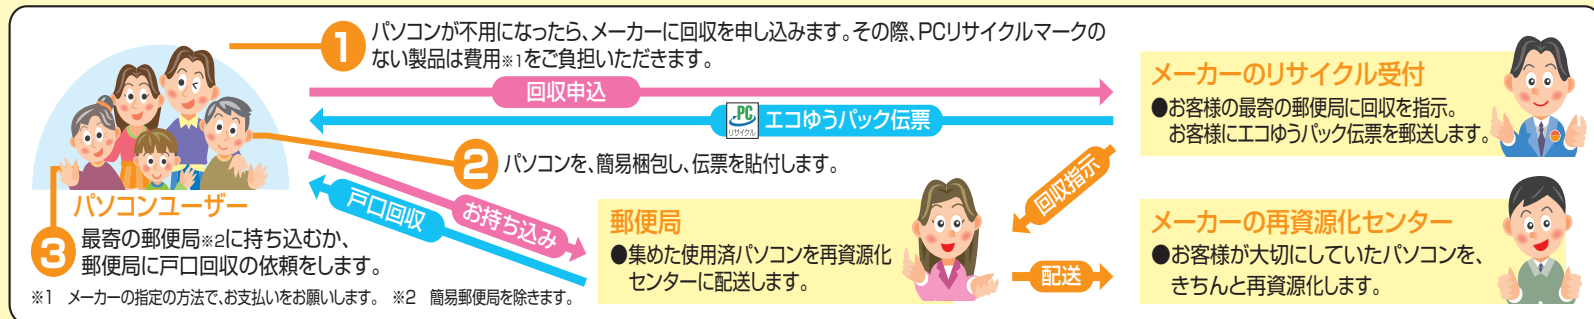 1
パソコンが不用になったら、メーカーに回収を申し込みます。その際、PCリサイクルマークの
ない製品は費用※1をご負担いただきます。
回収申込
PC
リサイクル
エコゆうパック伝票
メーカーのリサイクル受付
●お客様の最寄の郵便局に回収を指示。
お客様にエコゆうパック伝票を郵送します。
2
パソコンを、簡易梱包し、伝票を貼付します。
パソコンユーザー
3
最寄の郵便局※2に持ち込むか、
郵便局に戸口回収の依頼をします。
戸口回収
お持ち込み
回収指示
郵便局
●集めた使用済パソコンを再資源化
センターに配送します。
配送
メーカーの再資源化センター
●お客様が大切にしていたパソコンを、
きちんと再資源化します。
※1 メーカーの指定の方法で、お支払いをお願いします。 ※2 簡易郵便局を除きます。